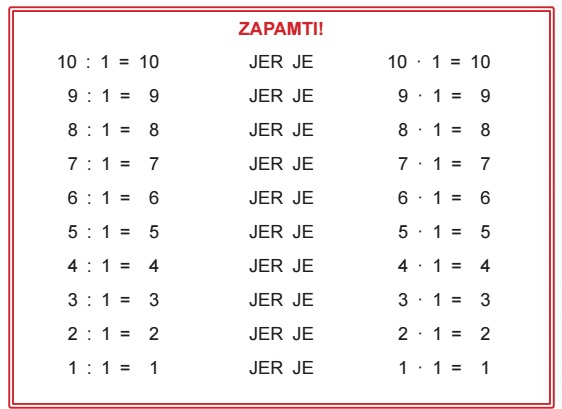 ZAPAMTI!
10 : 1 = 10 JER JE 10 · 1 = 10
9 : 1 = 9 JER JE 9 · 1 = 9
8 : 1 = 8 JER JE 8 · 1 = 8
7 : 1 = 7 JER JE 7 · 1 = 7
6 : 1 = 6 JER JE 6 · 1 = 6
5 : 1 = 5 JER JE 5 · 1 = 5
4 : 1 = 4 JER JE 4 · 1 = 4
3 : 1 = 3 JER JE 3 · 1 = 3
2 : 1 = 2 JER JE 2 · 1 = 2
1 : 1 = 1 JER JE 1 · 1 = 1